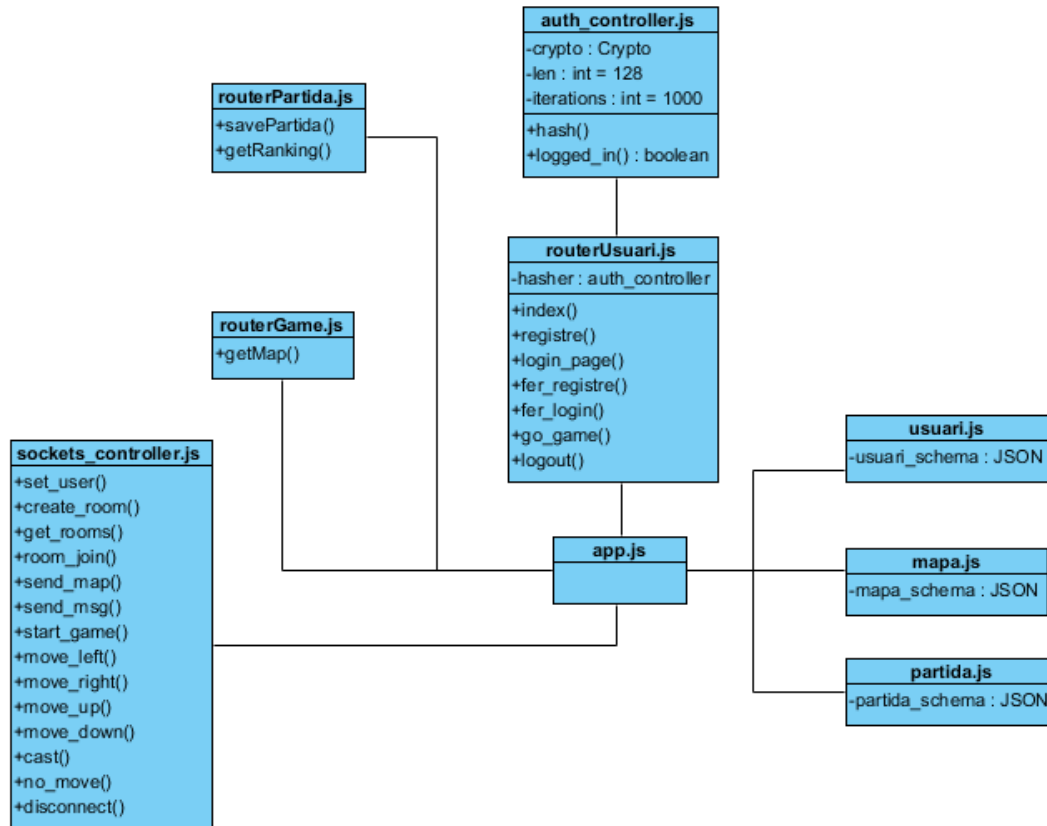 auth_controller.js
-crypto : Crypto
-len : int = 128
-iterations : int = 1000
+hash()
+logged_in() : boolean
routerPartida.js
+savePartida()
+getRanking()
routerUsuari.js
-hasher : auth_controller
+index()
+registre()
+login_page()
+fer_registre()
+fer_login()
+go_game()
+logout()
routerGame.js
+getMap()
sockets_controller.js
+set_user()
+create_room()
+get_rooms()
+room_join()
+send_map()
+send_msg()
+start_game()
+move_left()
+move_right()
+move_up()
+move_down()
+cast()
+no_move()
+disconnect()
app.js
usuari.js
-usuari_schema : JSON
mapa.js
-mapa_schema : JSON
partida.js
-partida_schema : JSON